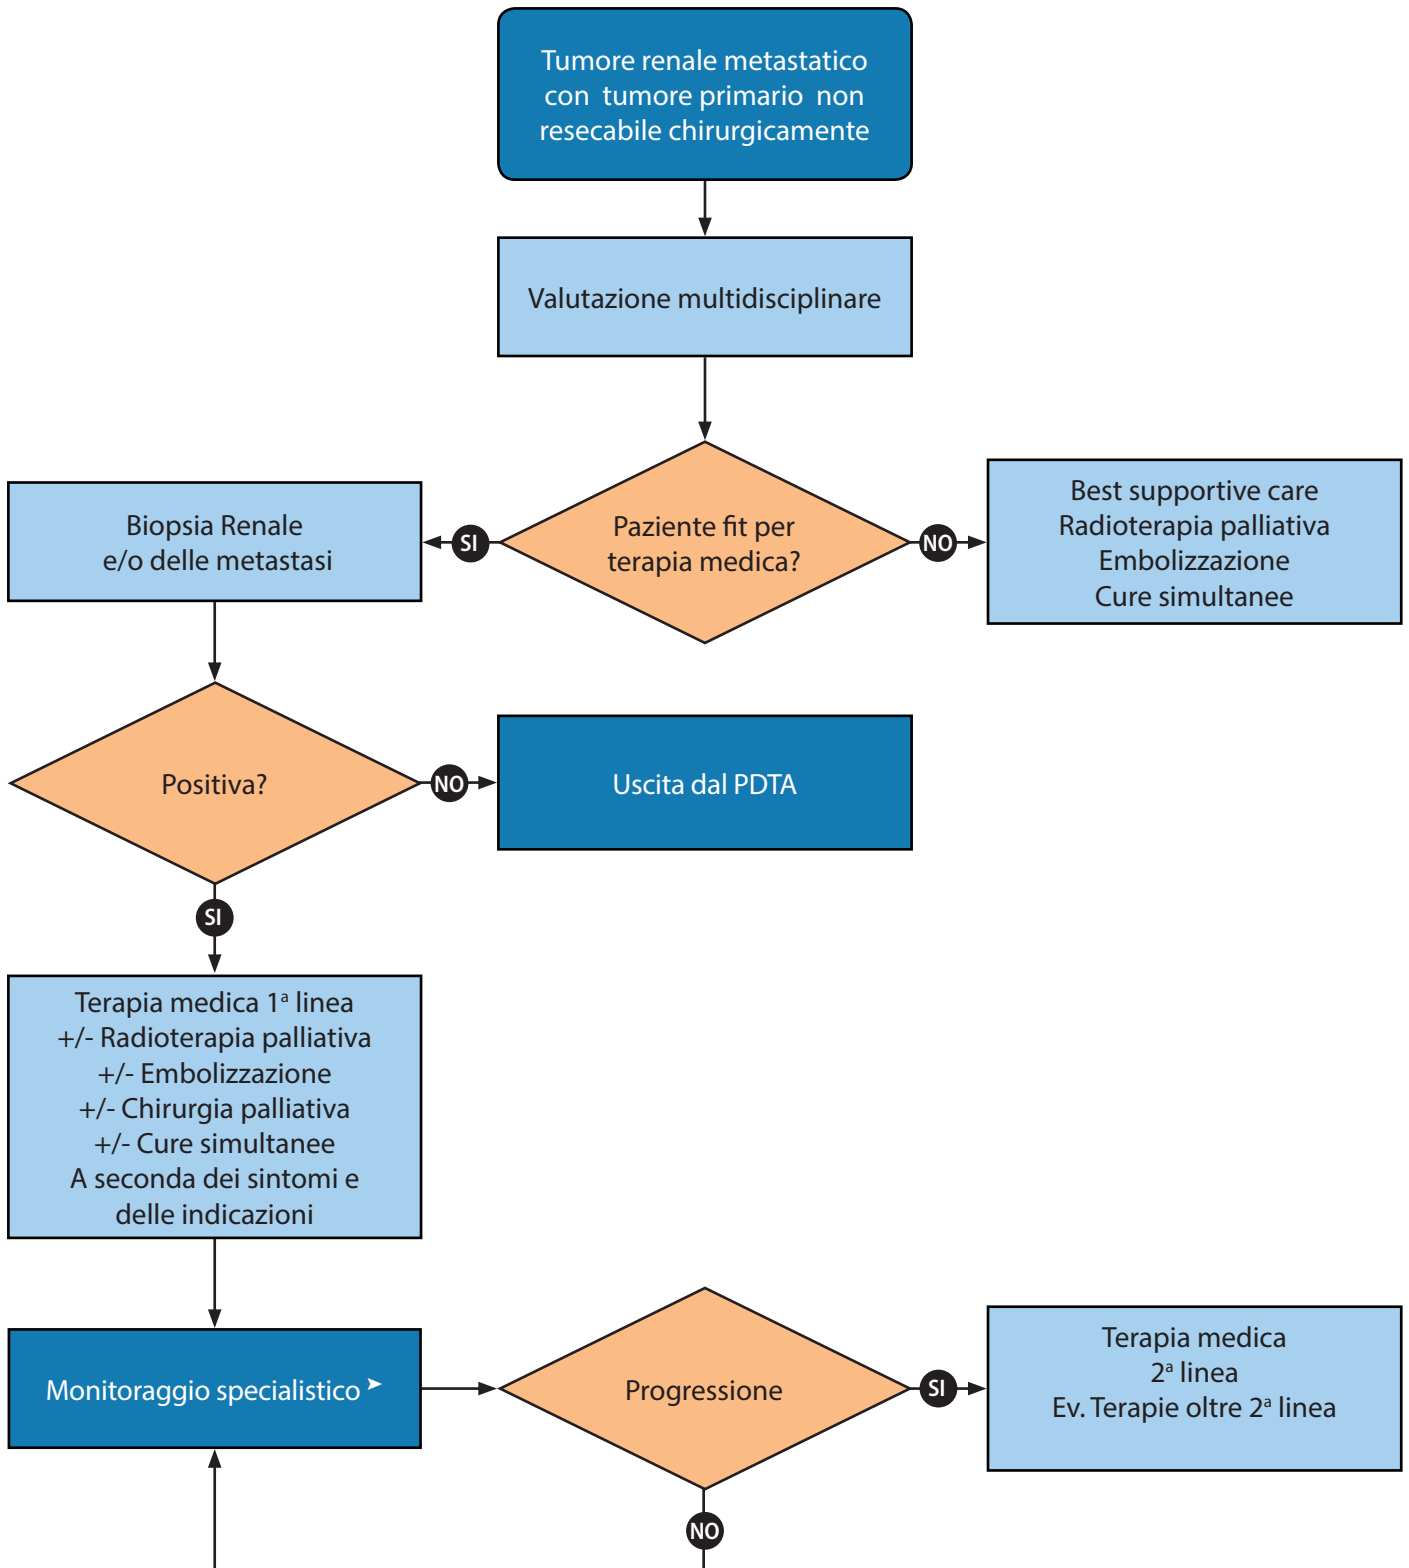 Tumore renale metastatico
con tumore primario non
resecabile chirurgicamente
Valutazione multidisciplinare
Biopsia Renale
e/o delle metastasi
SI
Paziente fit per
terapia medica?
NO
Best supportive care
Radioterapia palliativa
Embolizzazione
Cure simultanee
Positiva?
NO
Uscita dal PDTA
SI
Terapia medica 1ª linea
+/- Radioterapia palliativa
+/- Embolizzazione
+/- Chirurgia palliativa
+/- Cure simultanee
A seconda dei sintomi e
delle indicazioni
Monitoraggio specialistico ➤
Progressione
SI
Terapia medica
2ª linea
Ev. Terapie oltre 2ª linea
NO